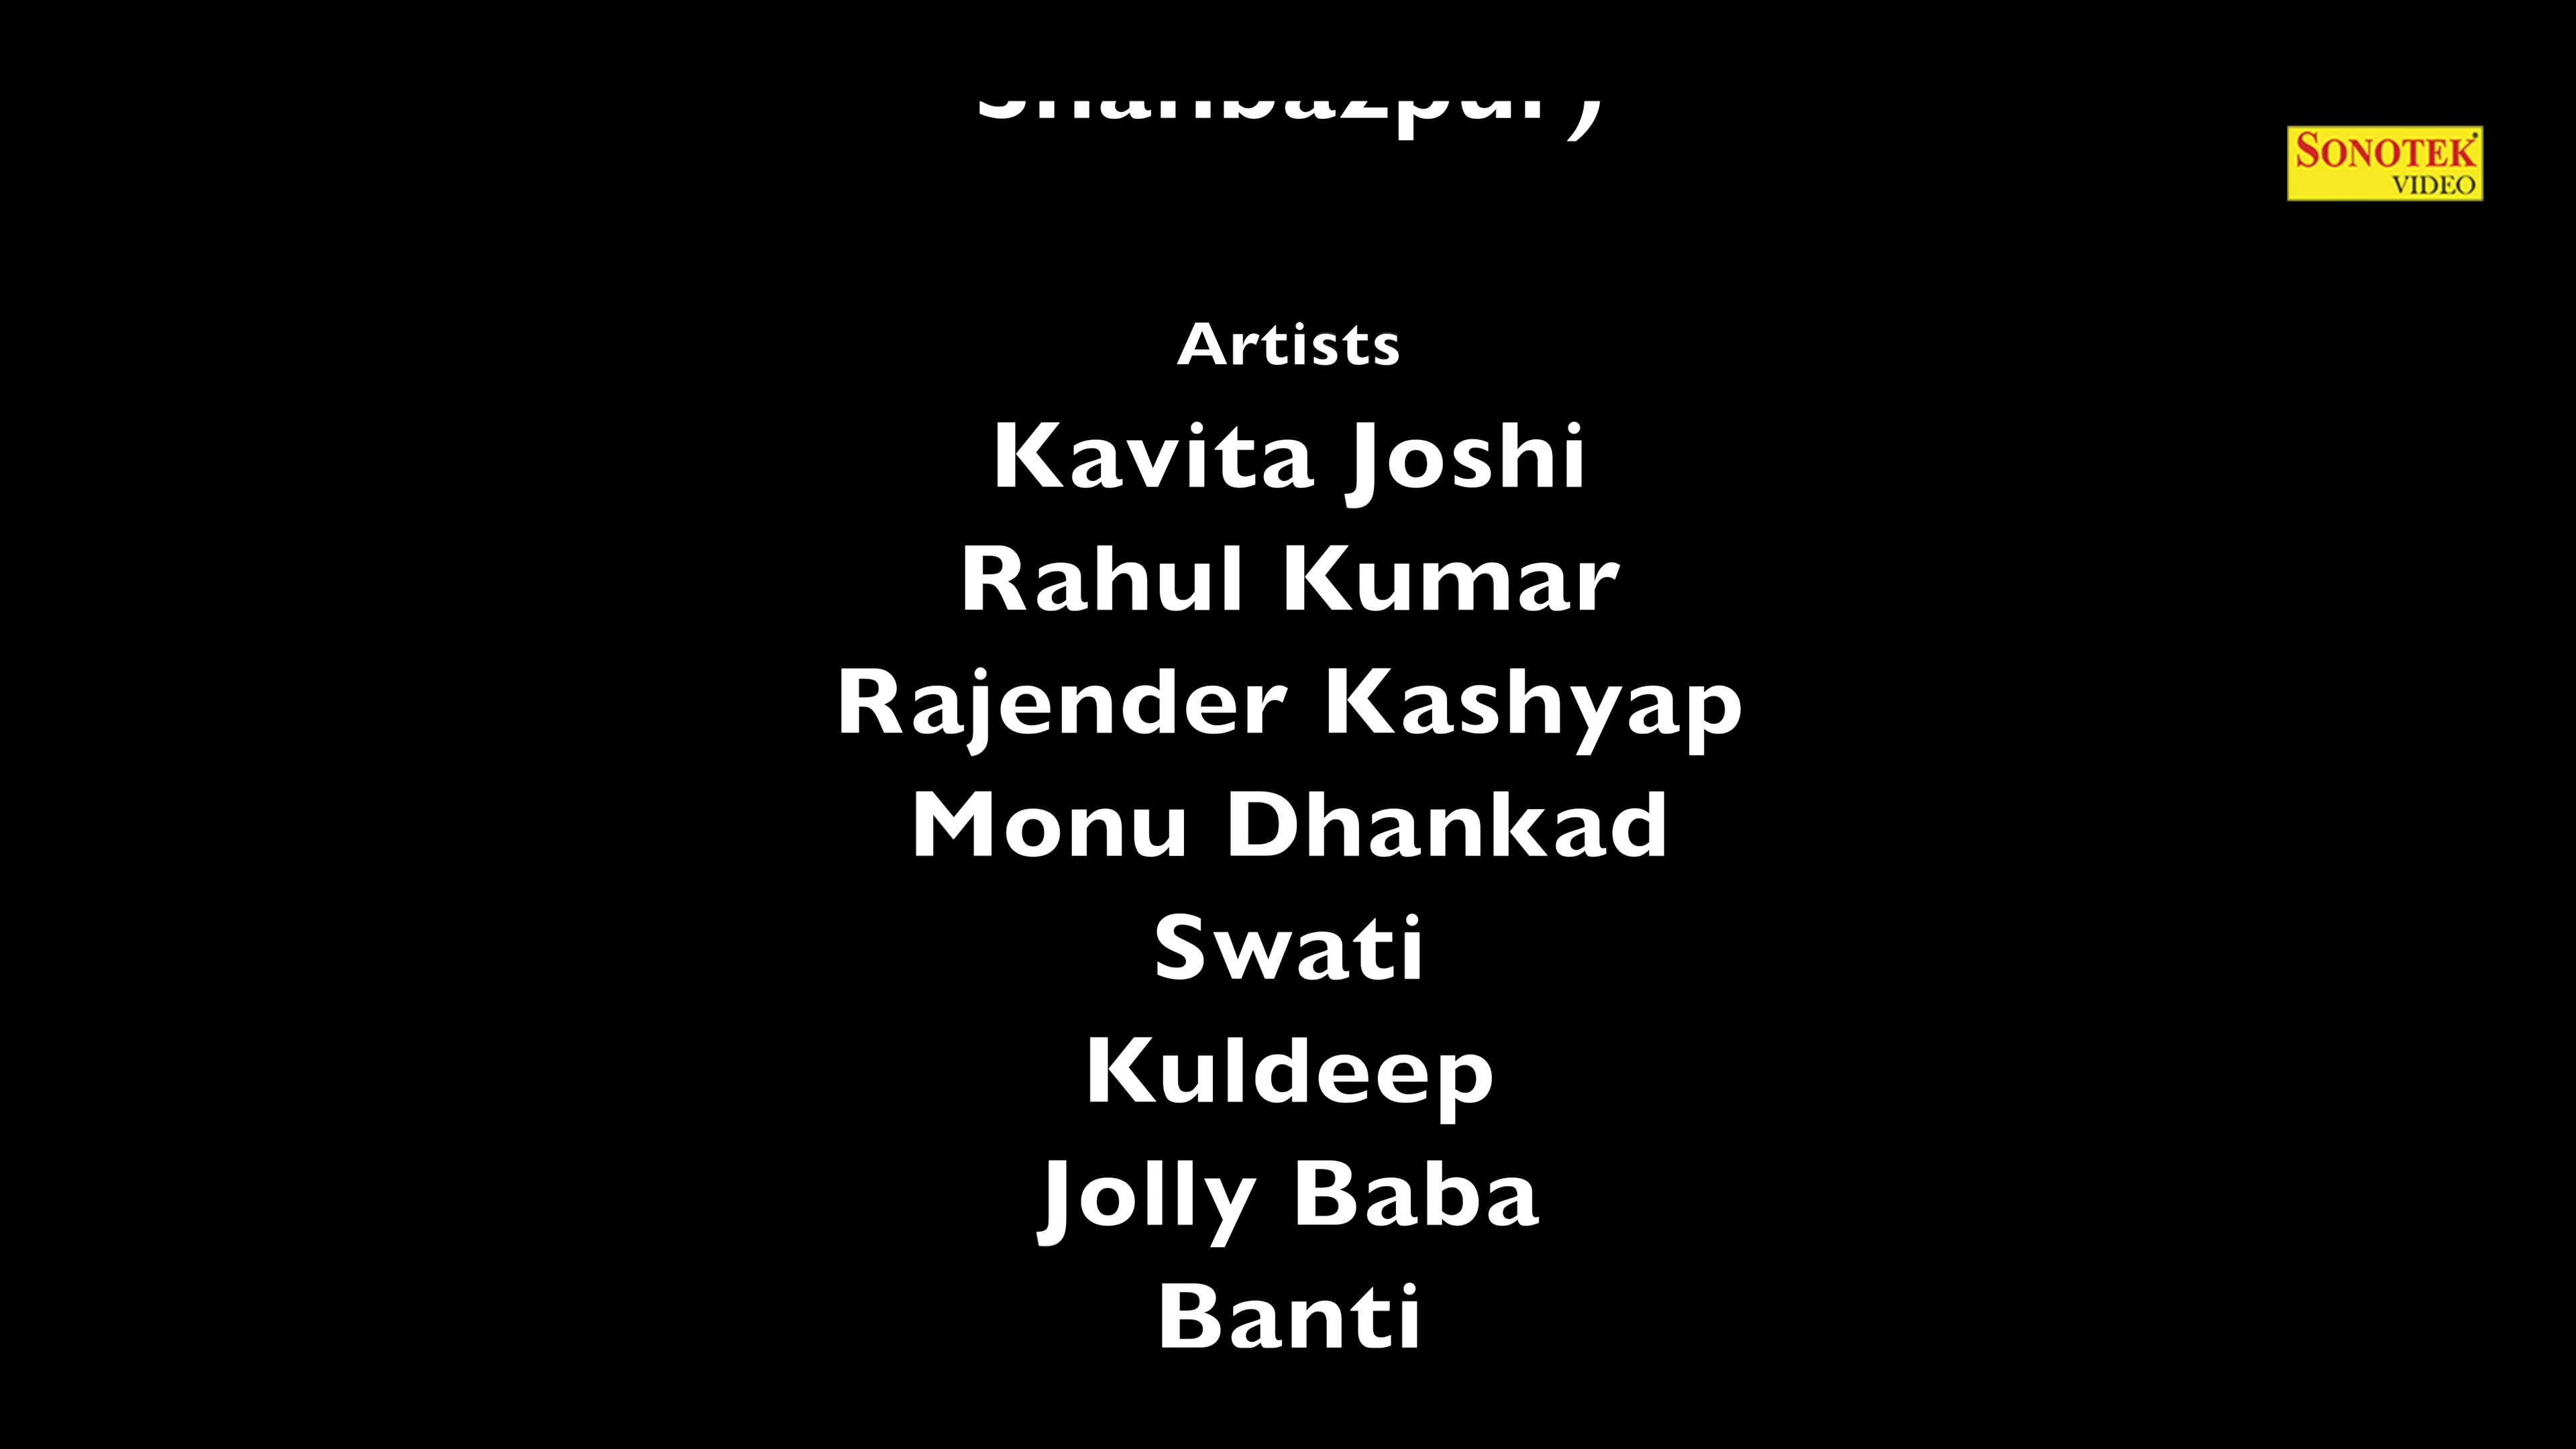 SONOTEK
VIDEO
Artists
Kavita Joshi
Rahul Kumar
Rajender Kashyap
Monu Dhankad
Swati
Kuldeep
Jolly Baba
Banti